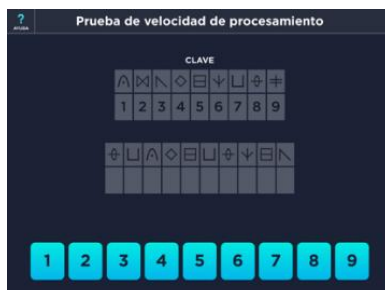 ?
AYUDA
Prueba de velocidad de procesamiento
CLAVE
1 2 3 4 5 6 7 8 9
1 2 3 4 5 6 7 8 9